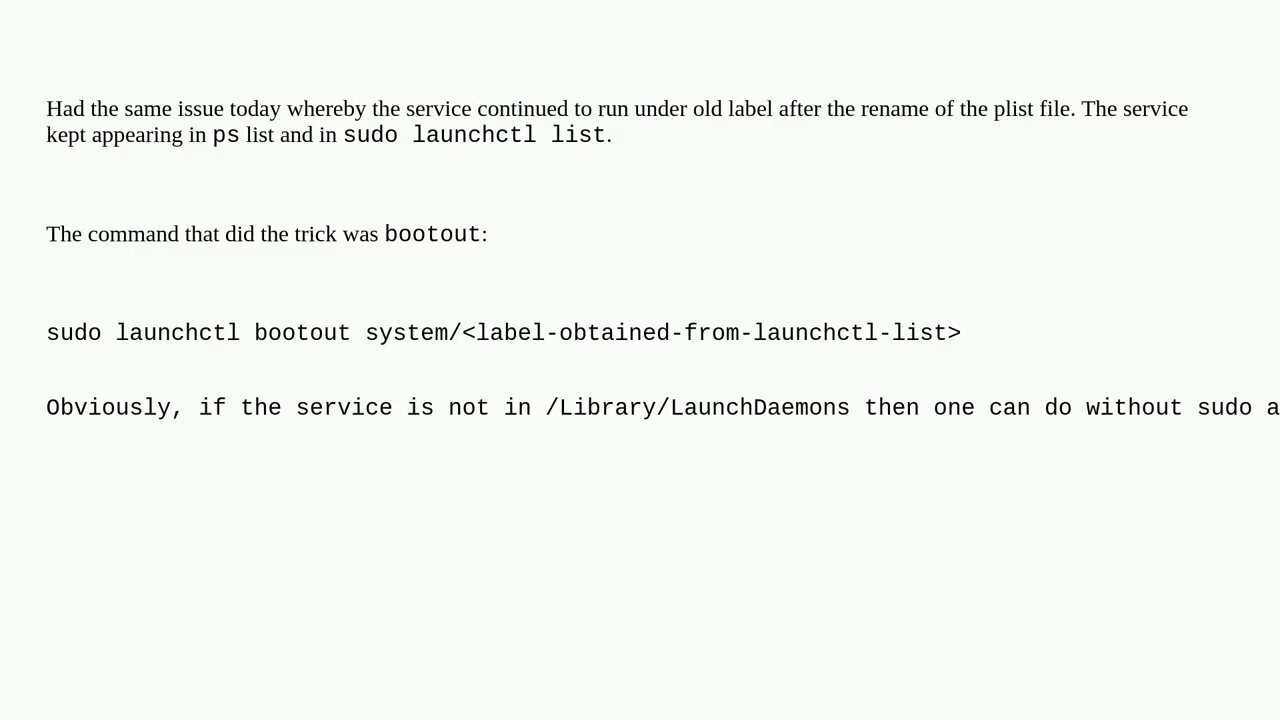 Had the same issue today whereby the service continued to run under old label after the rename of the plist file. The service
kept appearing in ps list and in sudo launchctl list.
The command that did the trick was bootout:
sudo launchctl bootout system/<label-obtained-from-launchctl-list>
Obviously, if the service is not in /Library/LaunchDaemons then one can do without sudo